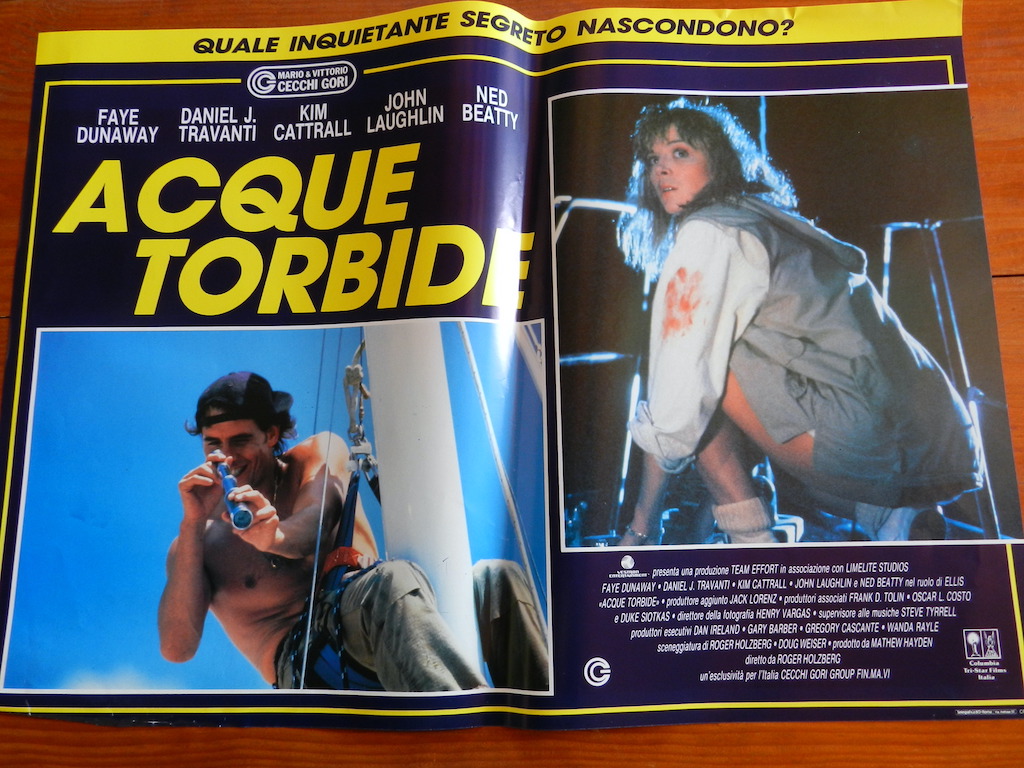 QUALE INQUIETANTE SEGRETO NASCONDONO?
MARIO & VITTORIO
CECCHI GORI
FAYE
DUNAWAY
DANIEL J.
TRAVANTI
KIM
CATTRALL
JOHN
LAUGHLIN
NED
BEATTY
ACQUE
TORBIDE
VESTRON
ENTERTAINMENT
presenta una produzione TEAM EFFORT in associazione con LIMELITE STUDIOS
FAYE DUNAWAY • DANIEL J. TRAVANTI • KIM CATTRALL • JOHN LAUGHLIN e NED BEATTY nel ruolo di ELLIS
«ACQUE TORBIDE» • produttore aggiunto JACK LORENZ • produttori associati FRANK D. TOLIN • OSCAR L. COSTO
e DUKE SIOTKAS • direttore della fotografia HENRY VARGAS • supervisore alle musiche STEVE TYRRELL
produttori esecutivi DAN IRELAND • GARY BARBER • GREGORY CASCANTE • WANDA RAYLE
sceneggiatura di ROGER HOLZBERG • DOUG WEISER • prodotto da MATHEW HAYDEN
diretto da ROGER HOLZBERG
un'esclusività per l'Italia CECCHI GORI GROUP FIN.MA.VI
Columbia
Tri-Star Films
Italia